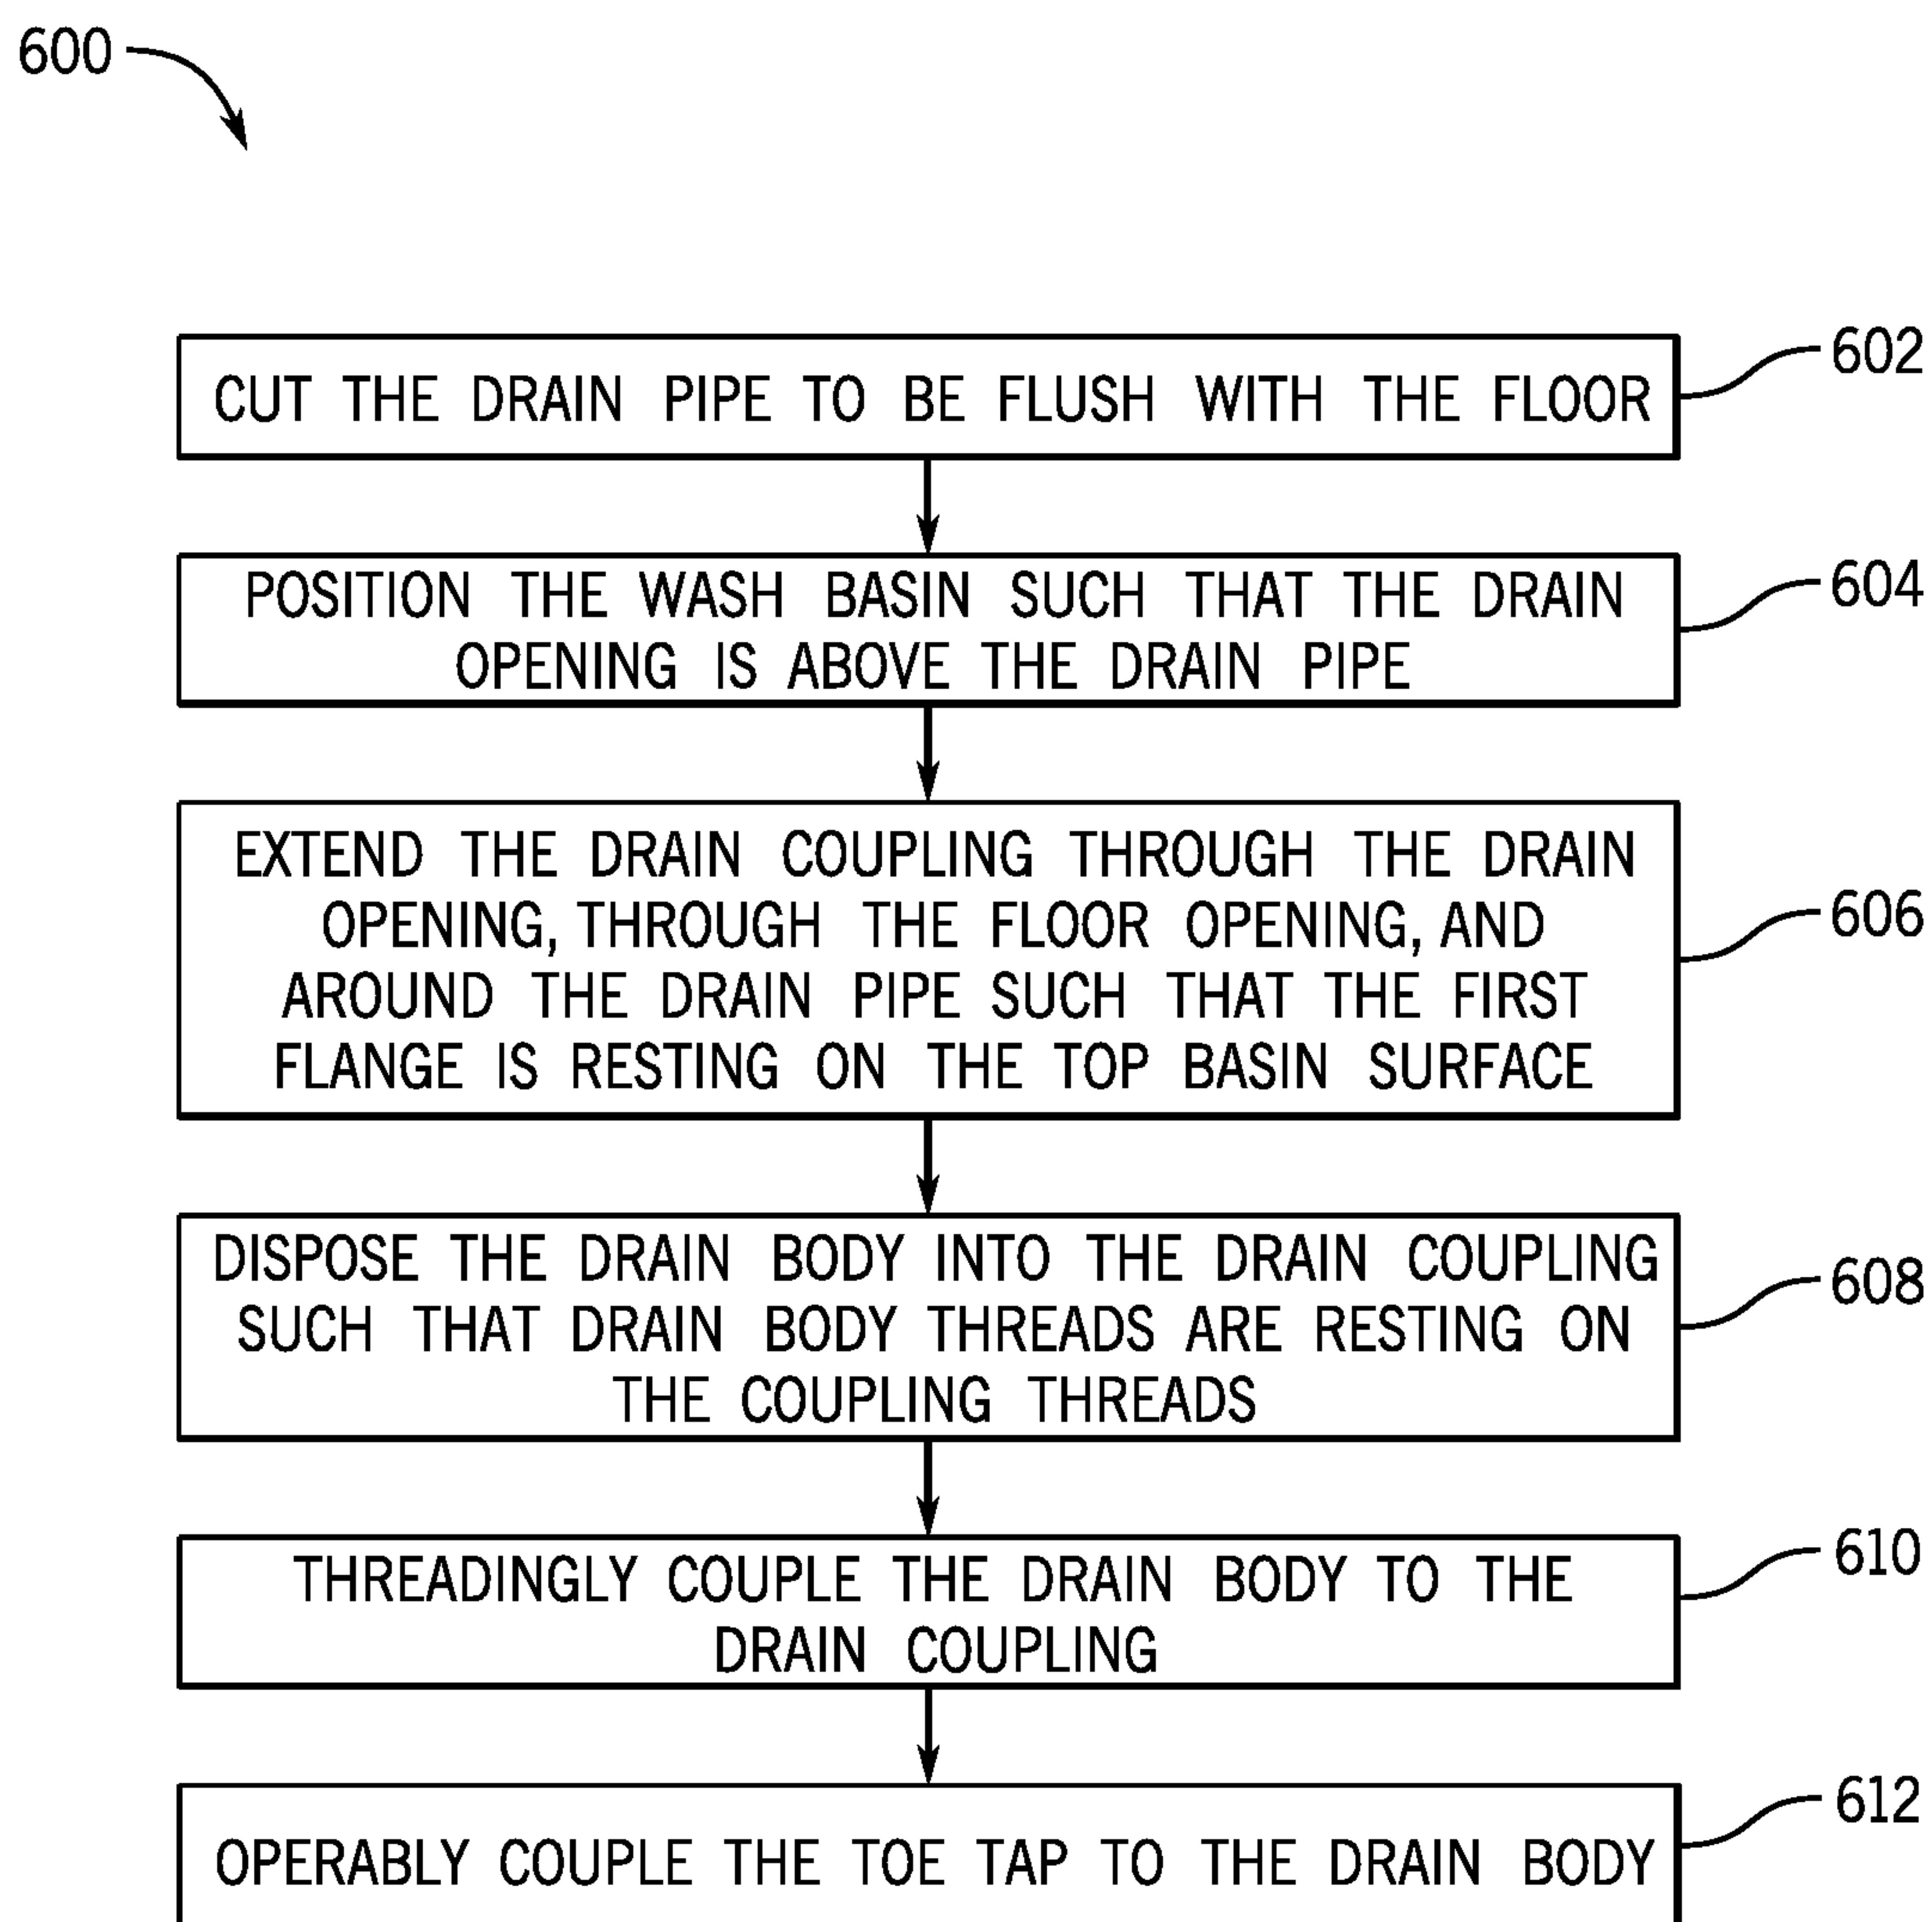 600
CUT THE DRAIN PIPE TO BE FLUSH WITH THE FLOOR
602
POSITION THE WASH BASIN SUCH THAT THE DRAIN
OPENING IS ABOVE THE DRAIN PIPE
604
EXTEND THE DRAIN COUPLING THROUGH THE DRAIN
OPENING, THROUGH THE FLOOR OPENING, AND
AROUND THE DRAIN PIPE SUCH THAT THE FIRST
FLANGE IS RESTING ON THE TOP BASIN SURFACE
606
DISPOSE THE DRAIN BODY INTO THE DRAIN COUPLING
SUCH THAT DRAIN BODY THREADS ARE RESTING ON
THE COUPLING THREADS
608
THREADINGLY COUPLE THE DRAIN BODY TO THE
DRAIN COUPLING
610
OPERABLY COUPLE THE TOE TAP TO THE DRAIN BODY
612